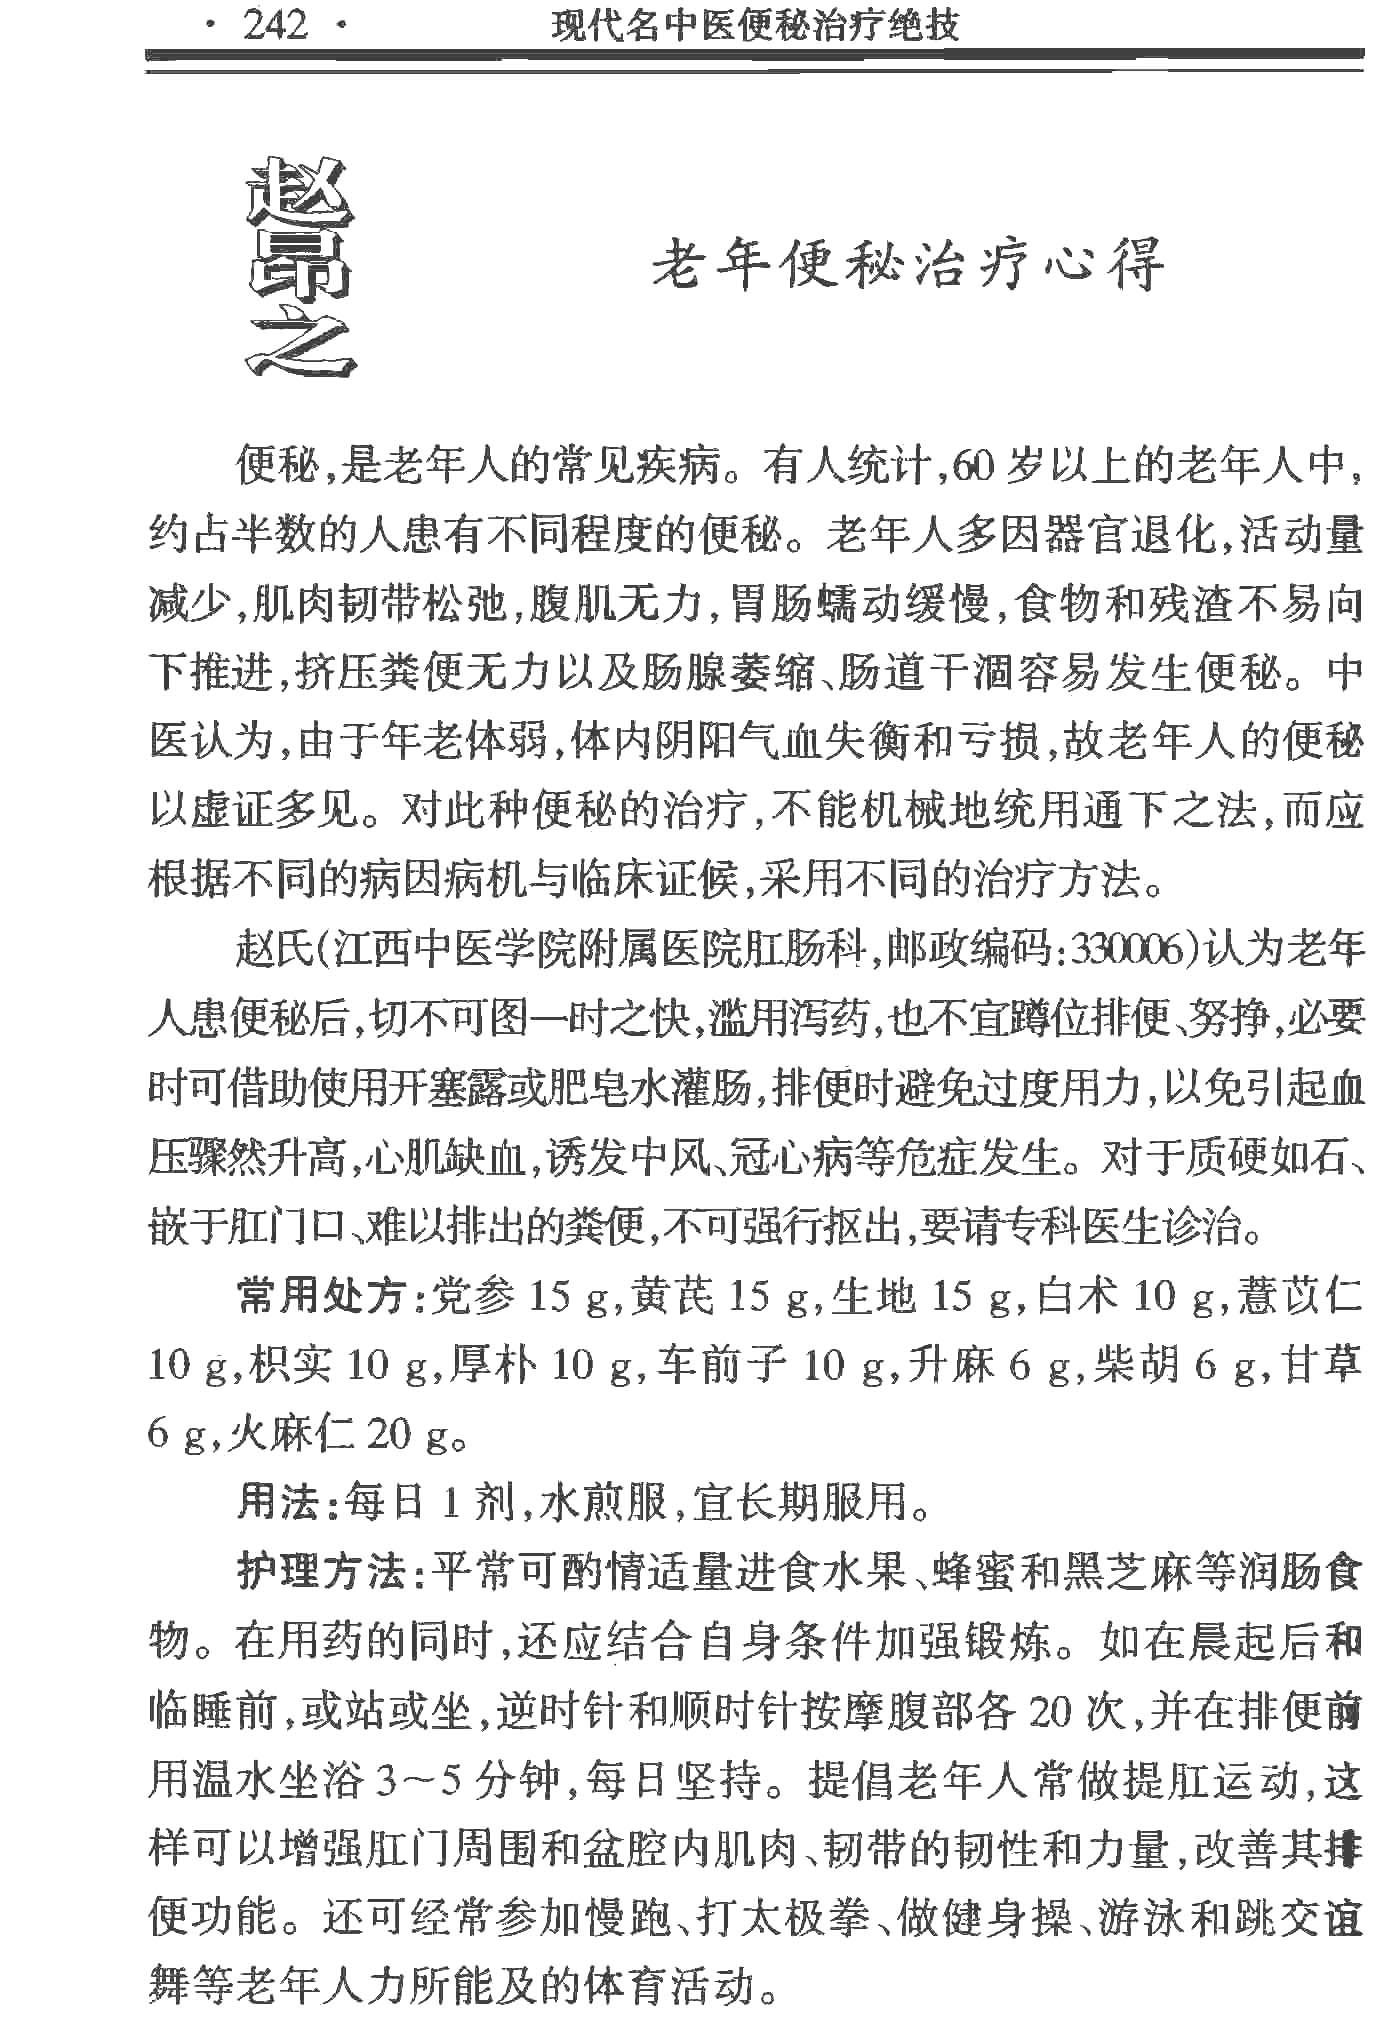 · 242 · 现代名中医便秘治疗绝技
赵昂之
老年便秘治疗心得
便秘,是老年人的常见疾病。有人统计,60 岁以上的老年人中,
约占半数的人患有不同程度的便秘。老年人多因器官退化,活动量
减少,肌肉韧带松弛,腹肌无力,胃肠蠕动缓慢,食物和残渣不易向
下推进,挤压粪便无力以及肠腺萎缩、肠道干涸容易发生便秘。中
医认为,由于年老体弱,体内阴阳气血失衡和亏损,故老年人的便秘
以虚证多见。对此种便秘的治疗,不能机械地统用通下之法,而应
根据不同的病因病机与临床证候,采用不同的治疗方法。
赵氏(江西中医学院附属医院肛肠科,邮政编码:330006)认为老年
人患便秘后,切不可图一时之快,滥用泻药,也不宜蹲位排便、努挣,必要
时可借助使用开塞露或肥皂水灌肠,排便时避免过度用力,以免引起血
压骤然升高,心肌缺血,诱发中风、冠心病等危症发生。对于质硬如石、
嵌于肛门口、难以排出的粪便,不可强行抠出,要请专科医生诊治。
常用处方:党参 15 g,黄芪 15 g,生地 15 g,白术 10 g,薏苡仁
10 g,枳实 10 g,厚朴 10 g,车前子 10 g,升麻 6 g,柴胡 6 g,甘草
6 g,火麻仁 20 g。
用法:每日 1 剂,水煎服,宜长期服用。
护理方法:平常可酌情适量进食水果、蜂蜜和黑芝麻等润肠食
物。在用药的同时,还应结合自身条件加强锻炼。如在晨起后和
临睡前,或站或坐,逆时针和顺时针按摩腹部各 20 次,并在排便前
用温水坐浴 3～5 分钟,每日坚持。提倡老年人常做提肛运动,这
样可以增强肛门周围和盆腔内肌肉、韧带的韧性和力量,改善其排
便功能。还可经常参加慢跑、打太极拳、做健身操、游泳和跳交谊
舞等老年人力所能及的体育活动。